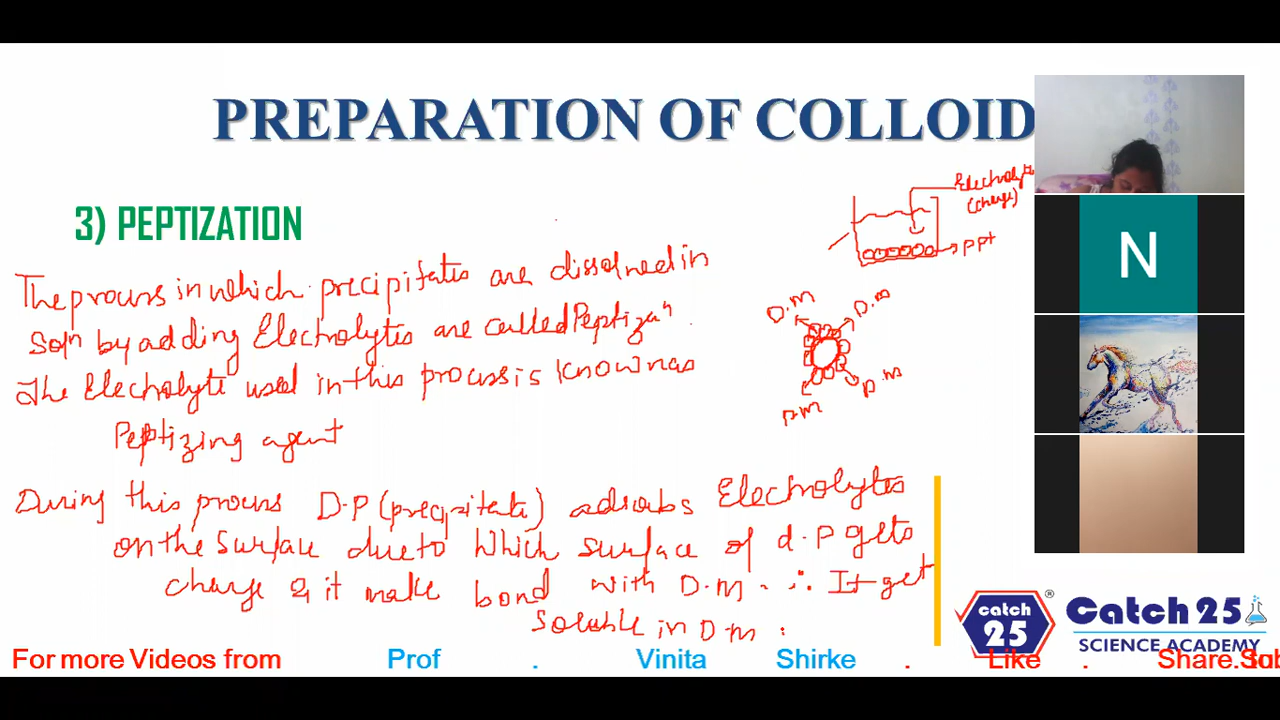 PREPARATION OF COLLOID
3) PEPTIZATION
The process in which precipitates are dissolved in
soln by adding Electrolytes are called Peptizan
The Electrolyte used in this process is known as
Peptizing agent
During this process D.P (precipitate) adsorbs Electrolytes
on the surface due to which surface of d.P gets
charge & it make bond with D.M. ∴ It get
soluble in D.M.
Electrolyte
(charge)
ppt
D.M
D.M
D.M
D.M
N
catch
25
®
Catch 25
SCIENCE ACADEMY
For more Videos from Prof . Vinita Shirke . Like . Share.